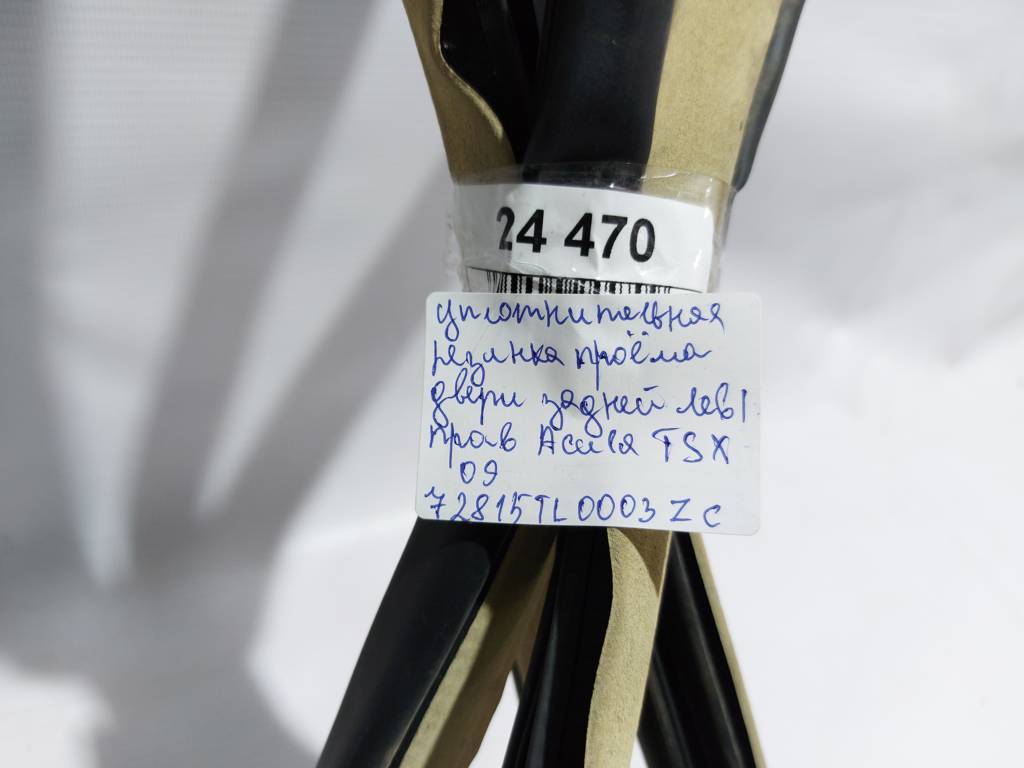 24 470
уплотнительная
резинка проёма
двери задней лев/
прав Acura TSX
09
72815TL0003ZC